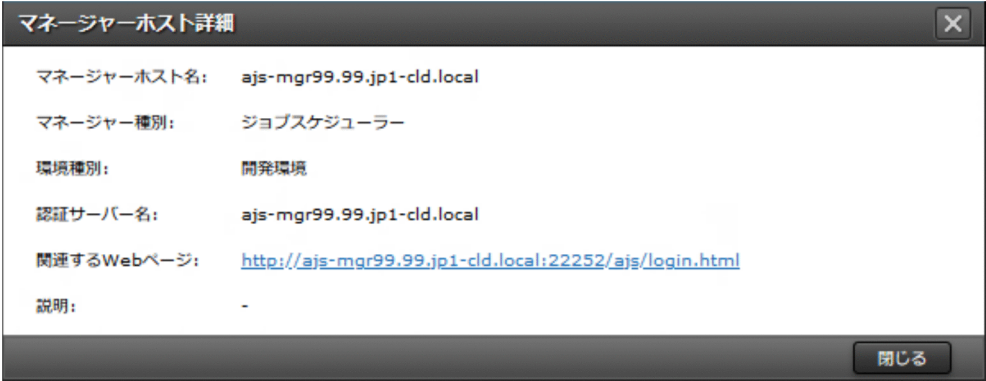 マネージャーホスト詳細
マネージャーホスト名: ajs-mgr99.99.jp1-cld.local
マネージャー種別: ジョブスケジューラー
環境種別: 開発環境
認証サーバー名: ajs-mgr99.99.jp1-cld.local
関連するWebページ: http://ajs-mgr99.99.jp1-cld.local:22252/ajs/login.html
説明: -
閉じる